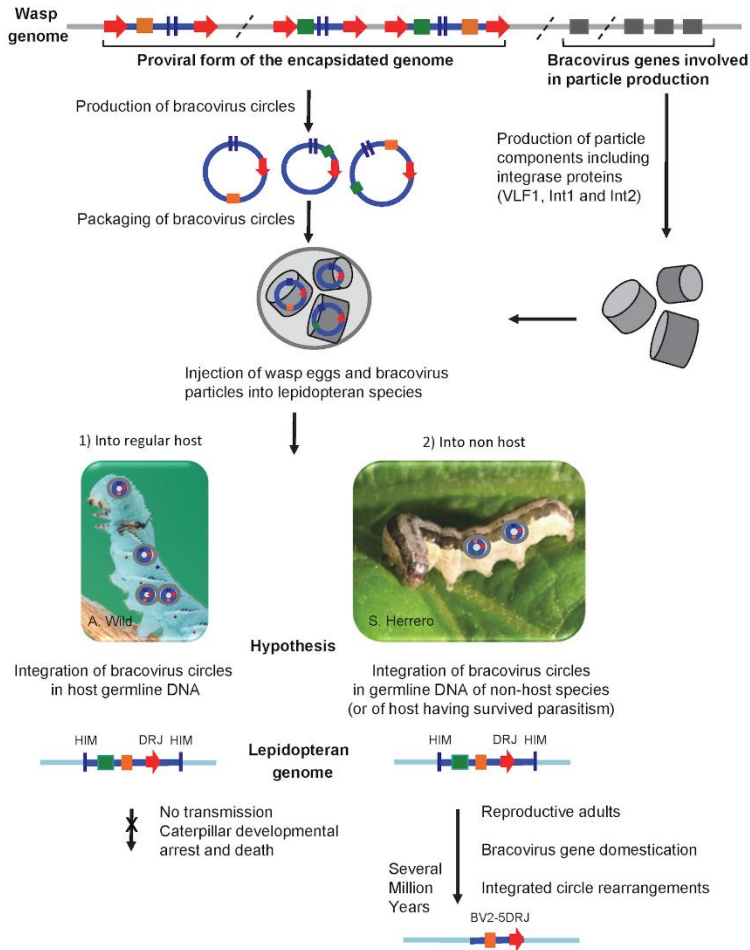 Wasp
genome
Proviral form of the encapsidated genome
Bracovirus genes involved
in particle production
Production of bracovirus circles
Production of particle
components including
integrase proteins
(VLF1, Int1 and Int2)
Packaging of bracovirus circles
Injection of wasp eggs and bracovirus
particles into lepidopteran species
1) Into regular host
2) Into non host
A. Wild
S. Herrero
Hypothesis
Integration of bracovirus circles
in host germline DNA
Integration of bracovirus circles
in germline DNA of non-host species
(or of host having survived parasitism)
HIM DRJ HIM
Lepidopteran
genome
HIM DRJ HIM
No transmission
Caterpillar developmental
arrest and death
Several
Million
Years
Reproductive adults
Bracovirus gene domestication
Integrated circle rearrangements
BV2-5DRJ